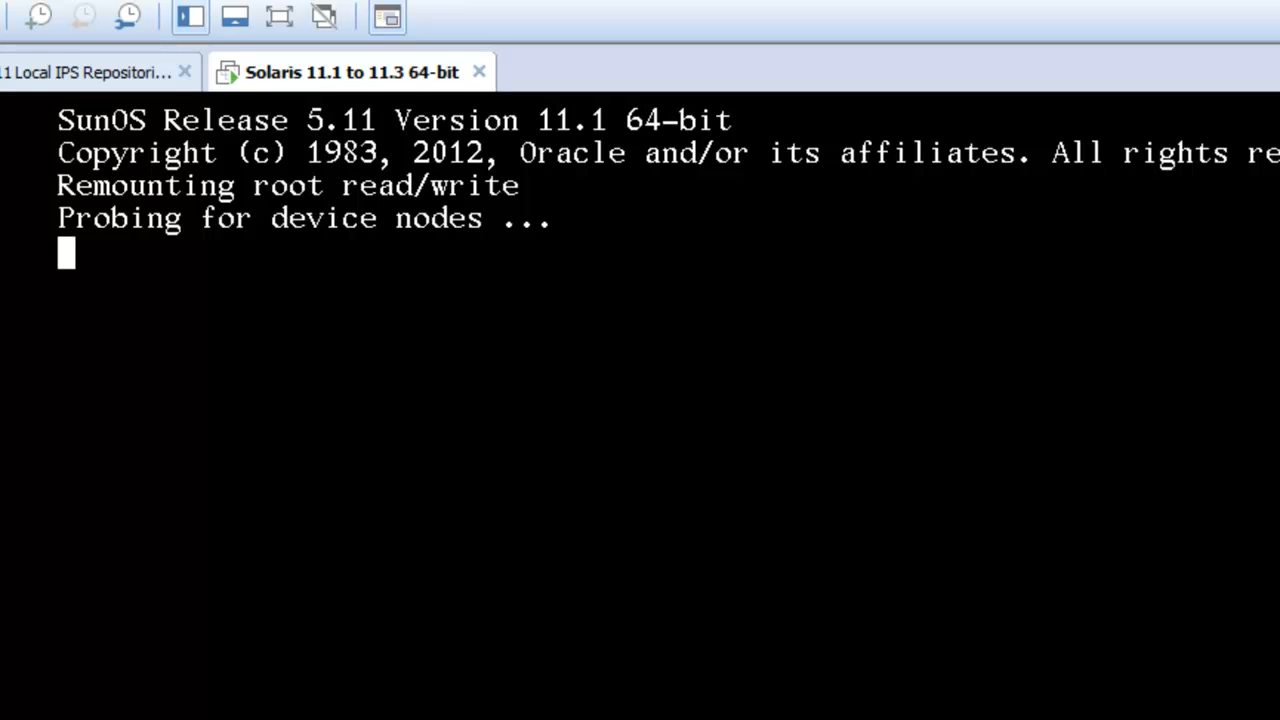 11 Local IPS Repositori...
Solaris 11.1 to 11.3 64-bit
SunOS Release 5.11 Version 11.1 64-bit
Copyright (c) 1983, 2012, Oracle and/or its affiliates. All rights re
Remounting root read/write
Probing for device nodes ...